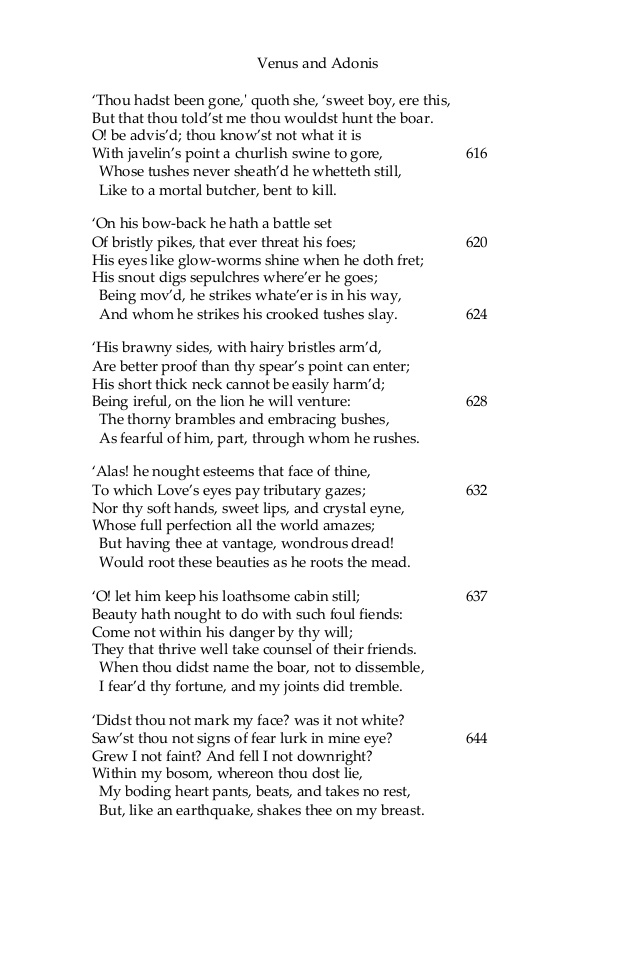 Venus and Adonis
‘Thou hadst been gone,' quoth she, ‘sweet boy, ere this,
But that thou told’st me thou wouldst hunt the boar.
O! be advis’d; thou know’st not what it is
With javelin’s point a churlish swine to gore, 616
Whose tushes never sheath’d he whetteth still,
Like to a mortal butcher, bent to kill.
‘On his bow-back he hath a battle set
Of bristly pikes, that ever threat his foes; 620
His eyes like glow-worms shine when he doth fret;
His snout digs sepulchres where’er he goes;
Being mov’d, he strikes whate’er is in his way,
And whom he strikes his crooked tushes slay. 624
‘His brawny sides, with hairy bristles arm’d,
Are better proof than thy spear’s point can enter;
His short thick neck cannot be easily harm’d;
Being ireful, on the lion he will venture: 628
The thorny brambles and embracing bushes,
As fearful of him, part, through whom he rushes.
‘Alas! he nought esteems that face of thine,
To which Love’s eyes pay tributary gazes; 632
Nor thy soft hands, sweet lips, and crystal eyne,
Whose full perfection all the world amazes;
But having thee at vantage, wondrous dread!
Would root these beauties as he roots the mead.
‘O! let him keep his loathsome cabin still; 637
Beauty hath nought to do with such foul fiends:
Come not within his danger by thy will;
They that thrive well take counsel of their friends.
When thou didst name the boar, not to dissemble,
I fear’d thy fortune, and my joints did tremble.
‘Didst thou not mark my face? was it not white?
Saw’st thou not signs of fear lurk in mine eye? 644
Grew I not faint? And fell I not downright?
Within my bosom, whereon thou dost lie,
My boding heart pants, beats, and takes no rest,
But, like an earthquake, shakes thee on my breast.